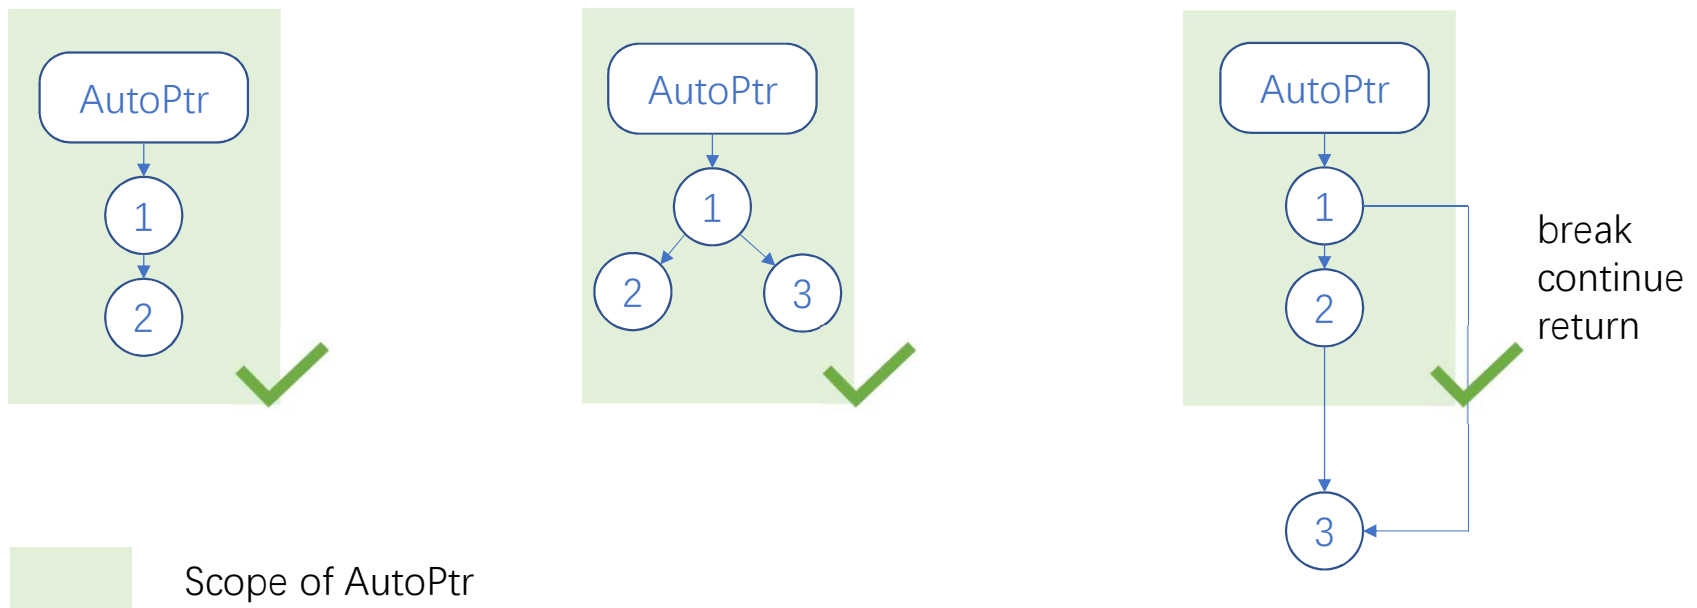 AutoPtr
1
2
AutoPtr
1
2
3
AutoPtr
1
2
3
break
continue
return
Scope of AutoPtr